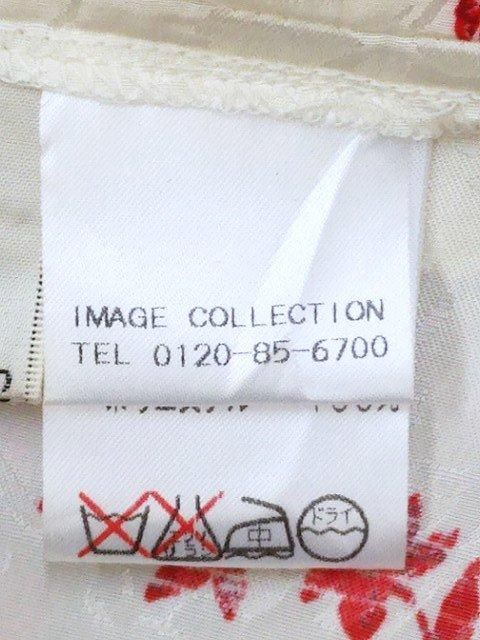 IMAGE COLLECTION
TEL 0120-85-6700
中
ドライ